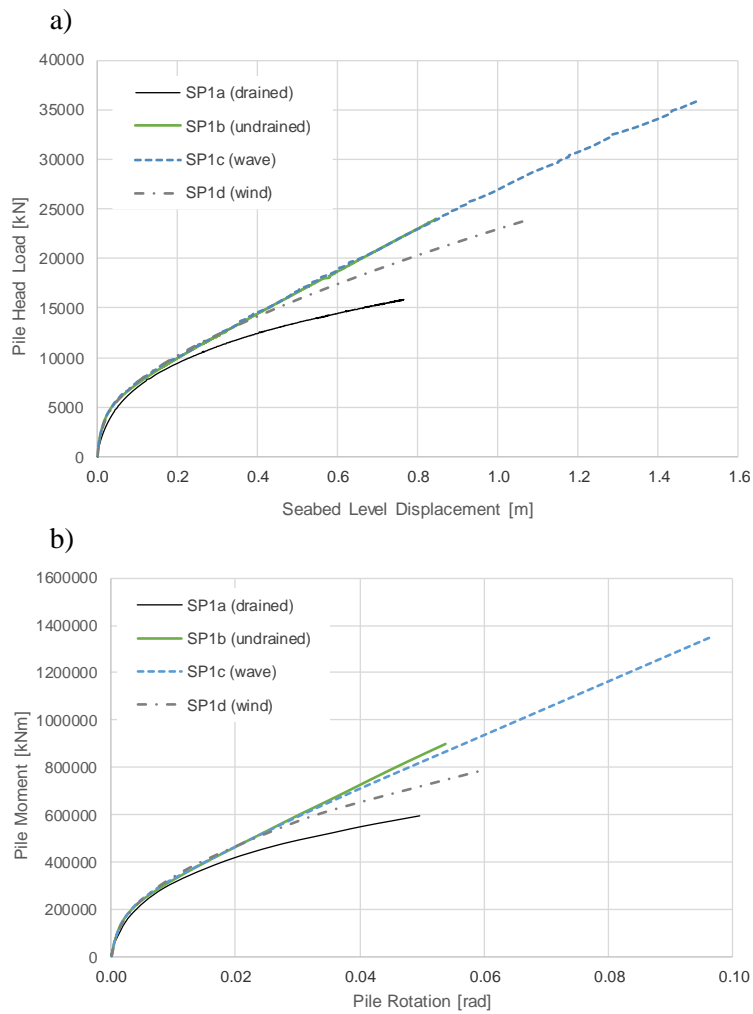 a)
40000
35000
30000
25000
20000
15000
10000
5000
0
Pile Head Load [kN]
SP1a (drained)
SP1b (undrained)
SP1c (wave)
SP1d (wind)
0.0 0.2 0.4 0.6 0.8 1.0 1.2 1.4 1.6
Seabed Level Displacement [m]
b)
1600000
1400000
1200000
1000000
800000
600000
400000
200000
0
Pile Moment [kNm]
SP1a (drained)
SP1b (undrained)
SP1c (wave)
SP1d (wind)
0.00 0.02 0.04 0.06 0.08 0.10
Pile Rotation [rad]